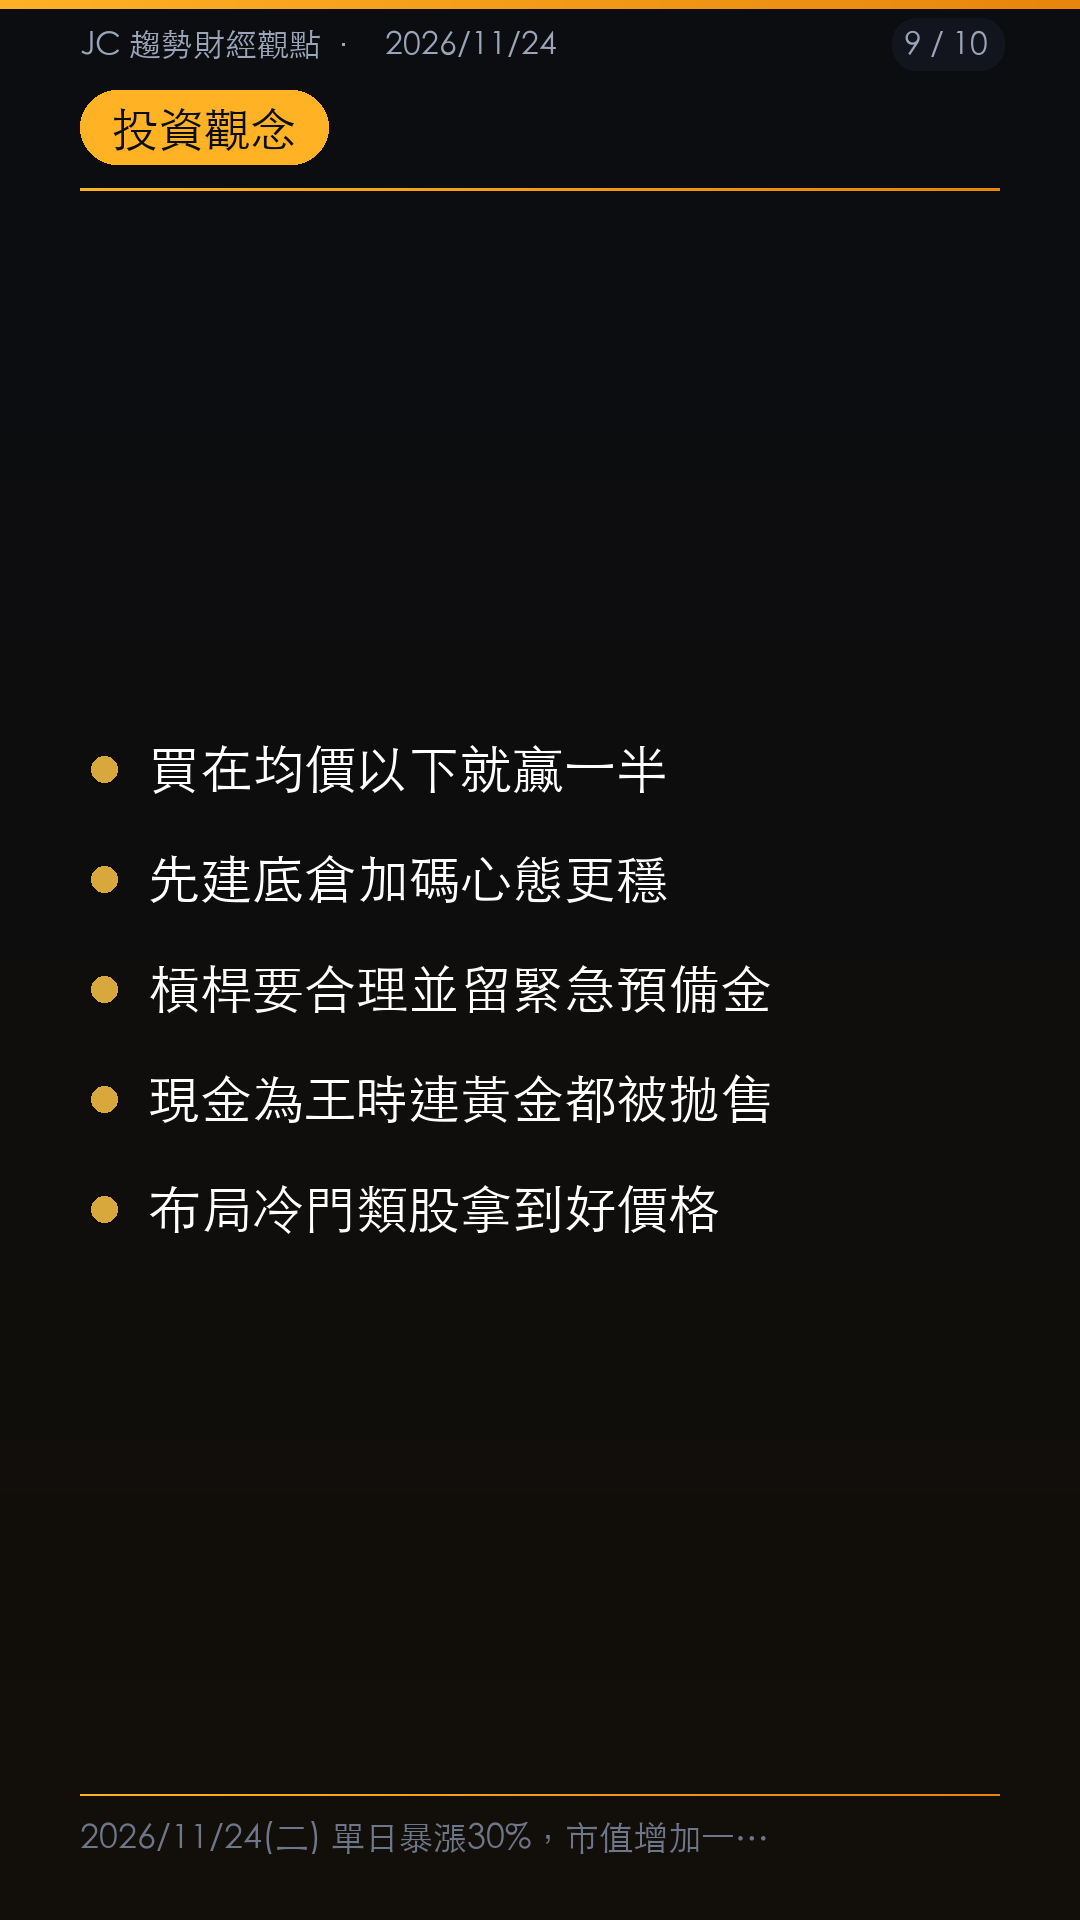 JC 趨勢財經觀點 · 2026/11/24
9 / 10
投資觀念
買在均價以下就贏一半
先建底倉加碼心態更穩
槓桿要合理並留緊急預備金
現金為王時連黃金都被拋售
布局冷門類股拿到好價格
2026/11/24(二) 單日暴漲30%，市值增加一…